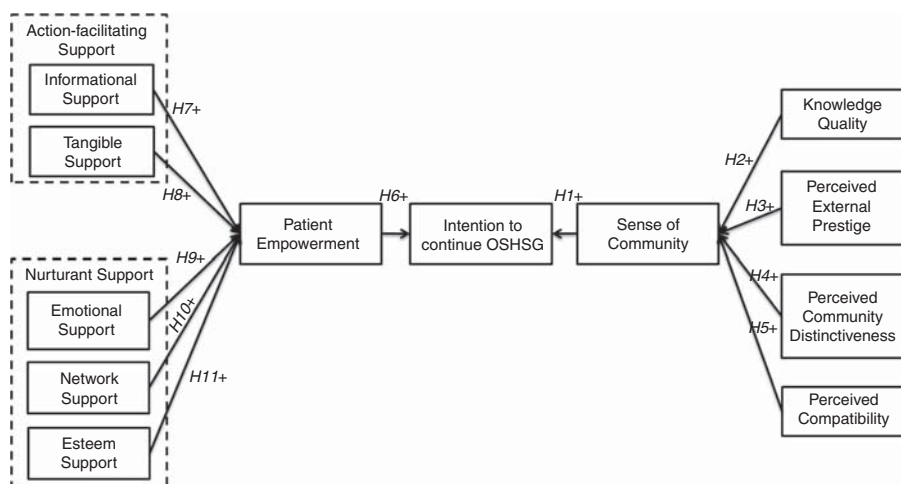 Action-facilitating
Support
Informational
Support
Tangible
Support
H7+
H8+
Nurturant Support
Emotional
Support
Network
Support
Esteem
Support
H9+
H10+
H11+
Patient
Empowerment
H6+
Intention to
continue OSHSG
H1+
Sense of
Community
H2+
H3+
H4+
H5+
Knowledge
Quality
Perceived
External
Prestige
Perceived
Community
Distinctiveness
Perceived
Compatibility